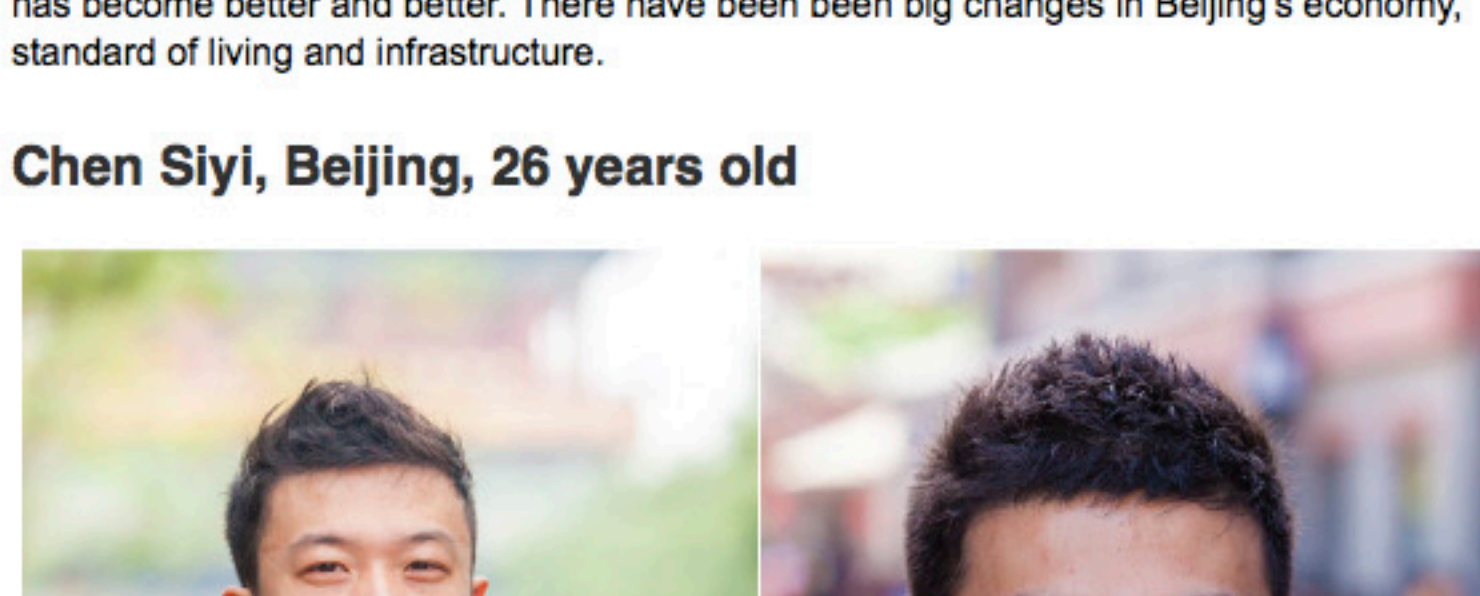 has become better and better. There have been been big changes in Beijing's economy,
standard of living and infrastructure.
Chen Siyi, Beijing, 26 years old